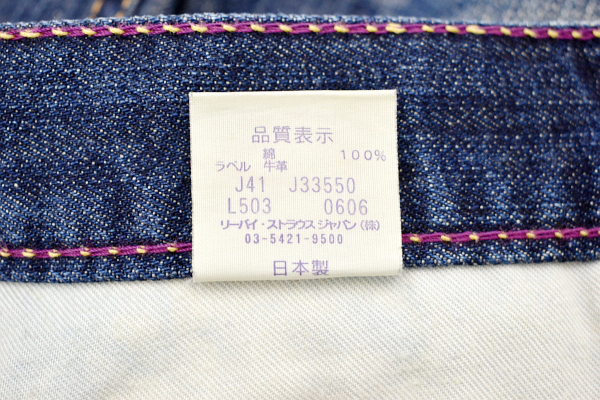 品質表示
綿 100%
ラベル 牛革
J41 J33550
L503 0606
リーバイ・ストラウス ジャパン(株)
03-5421-9500
日本製